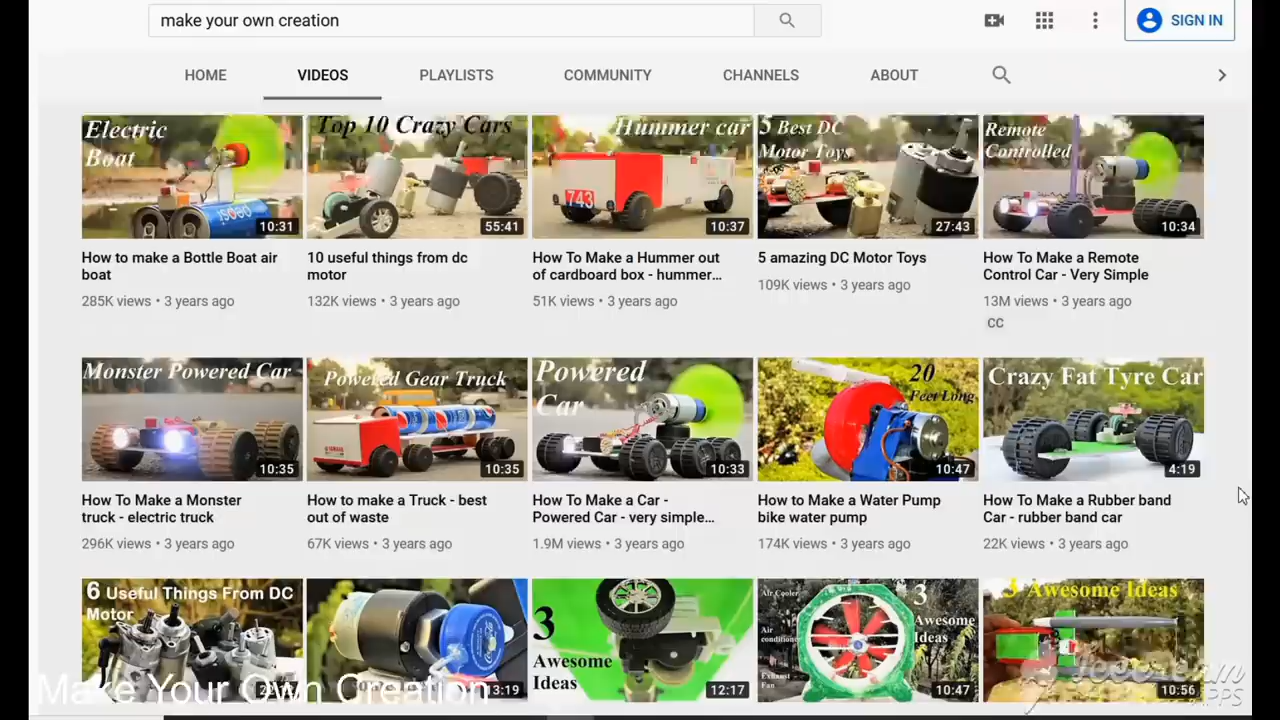 make your own creation
SIGN IN
HOME VIDEOS PLAYLISTS COMMUNITY CHANNELS ABOUT
Electric
Boat
10:31
Top 10 Crazy Cars
55:41
Hummer car
743
10:37
5 Best DC
Motor Toys
27:43
Remote
Controlled
10:34
How to make a Bottle Boat air
boat
285K views • 3 years ago
10 useful things from dc
motor
132K views • 3 years ago
How To Make a Hummer out
of cardboard box - hummer...
51K views • 3 years ago
5 amazing DC Motor Toys
109K views • 3 years ago
How To Make a Remote
Control Car - Very Simple
13M views • 3 years ago
CC
Monster Powered Car
10:35
Powered Gear Truck
10:35
Powered
Car
10:33
20
Feet Long
10:47
Crazy Fat Tyre Car
4:19
How To Make a Monster
truck - electric truck
296K views • 3 years ago
How to make a Truck - best
out of waste
67K views • 3 years ago
How To Make a Car -
Powered Car - very simple...
1.9M views • 3 years ago
How to Make a Water Pump
bike water pump
174K views • 3 years ago
How To Make a Rubber band
Car - rubber band car
22K views • 3 years ago
6 Useful Things From DC
Motor
13:19
3
Awesome
Ideas
12:17
Air Cooler
Air
conditioner
Exhaust
Fan
3
Awesome
Ideas
10:47
3 Awesome Ideas
10:56
Make Your Own Creation
Icecream
APPS